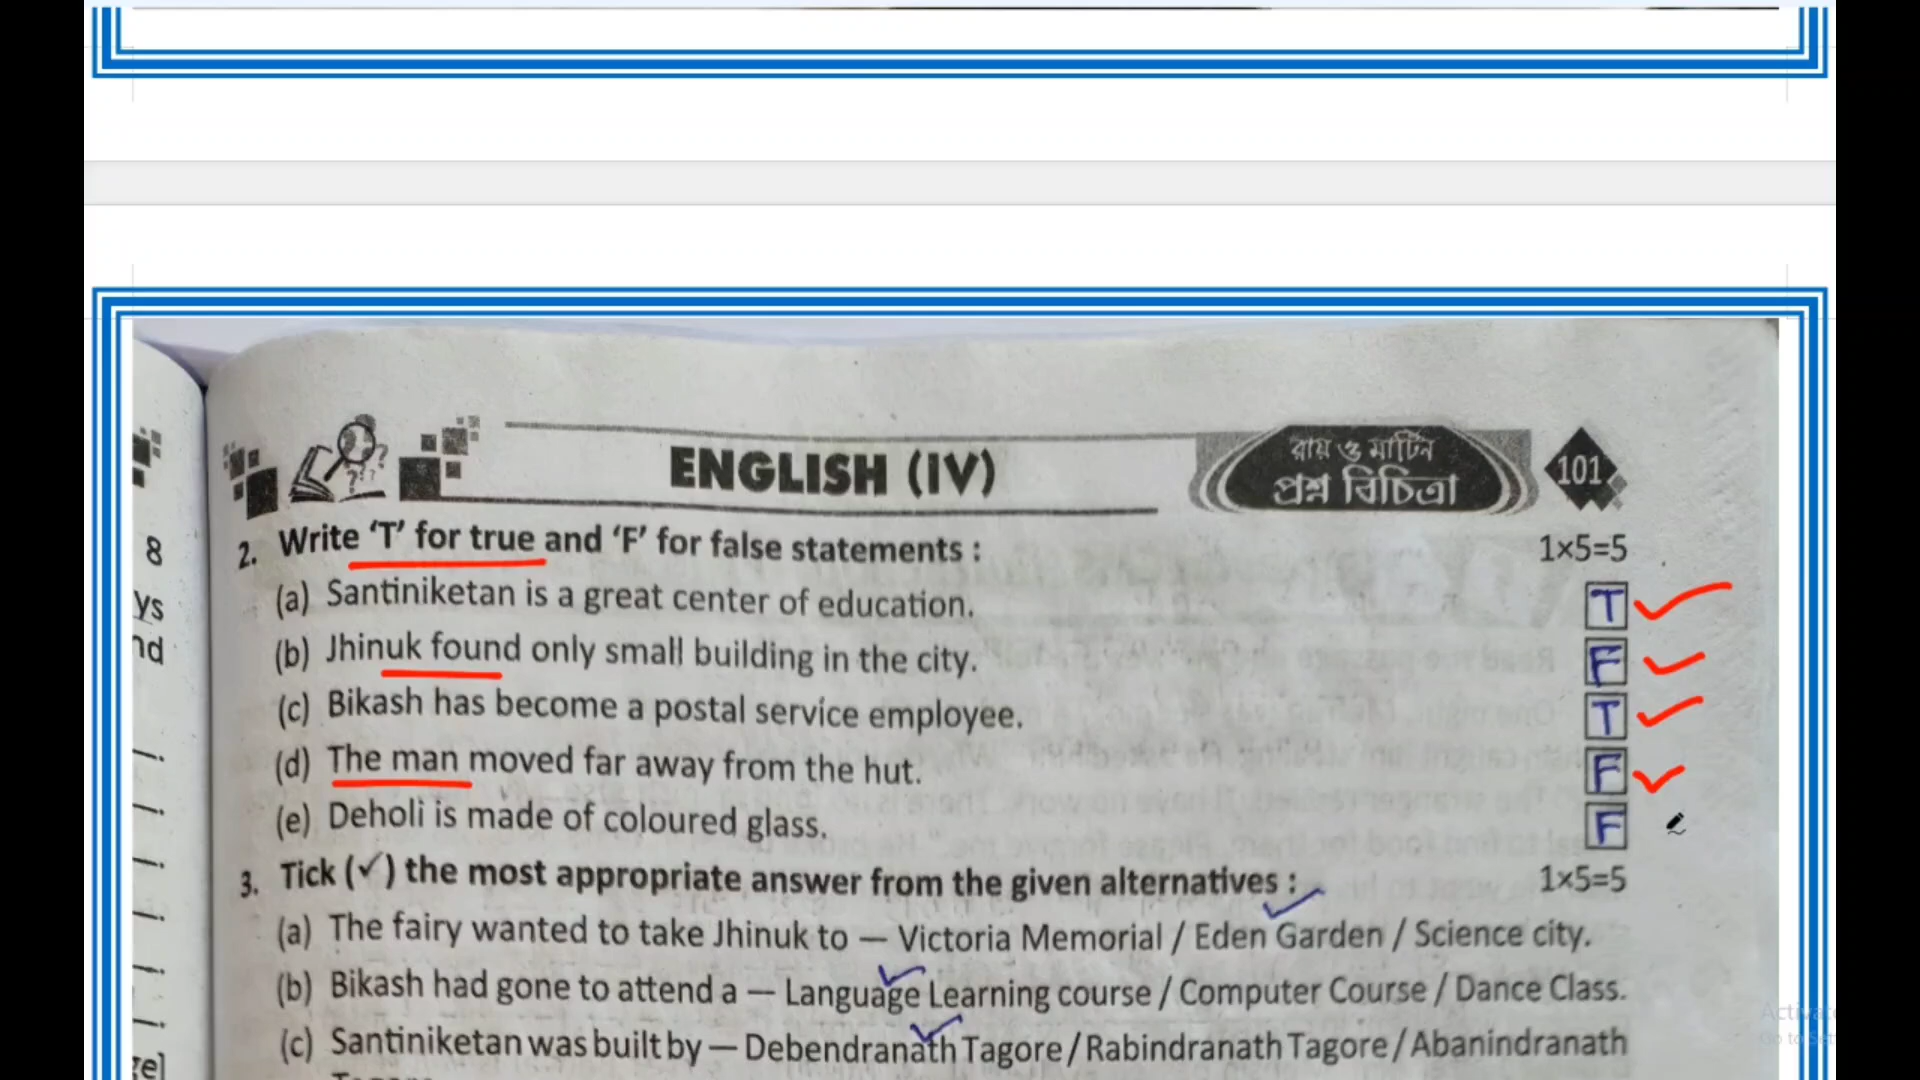 ENGLISH (IV)
রায় ও মার্টিন
প্রশ্ন বিচিত্রা
101
8
2. Write ‘T’ for true and ‘F’ for false statements : 1×5=5
ys
(a) Santiniketan is a great center of education. T
nd
(b) Jhinuk found only small building in the city. F
(c) Bikash has become a postal service employee. T
(d) The man moved far away from the hut. F
(e) Deholi is made of coloured glass. F
3. Tick (✓) the most appropriate answer from the given alternatives : 1×5=5
(a) The fairy wanted to take Jhinuk to — Victoria Memorial / Eden Garden / Science city.
(b) Bikash had gone to attend a — Language Learning course / Computer Course / Dance Class.
(c) Santiniketan was built by — Debendranath Tagore / Rabindranath Tagore / Abanindranath